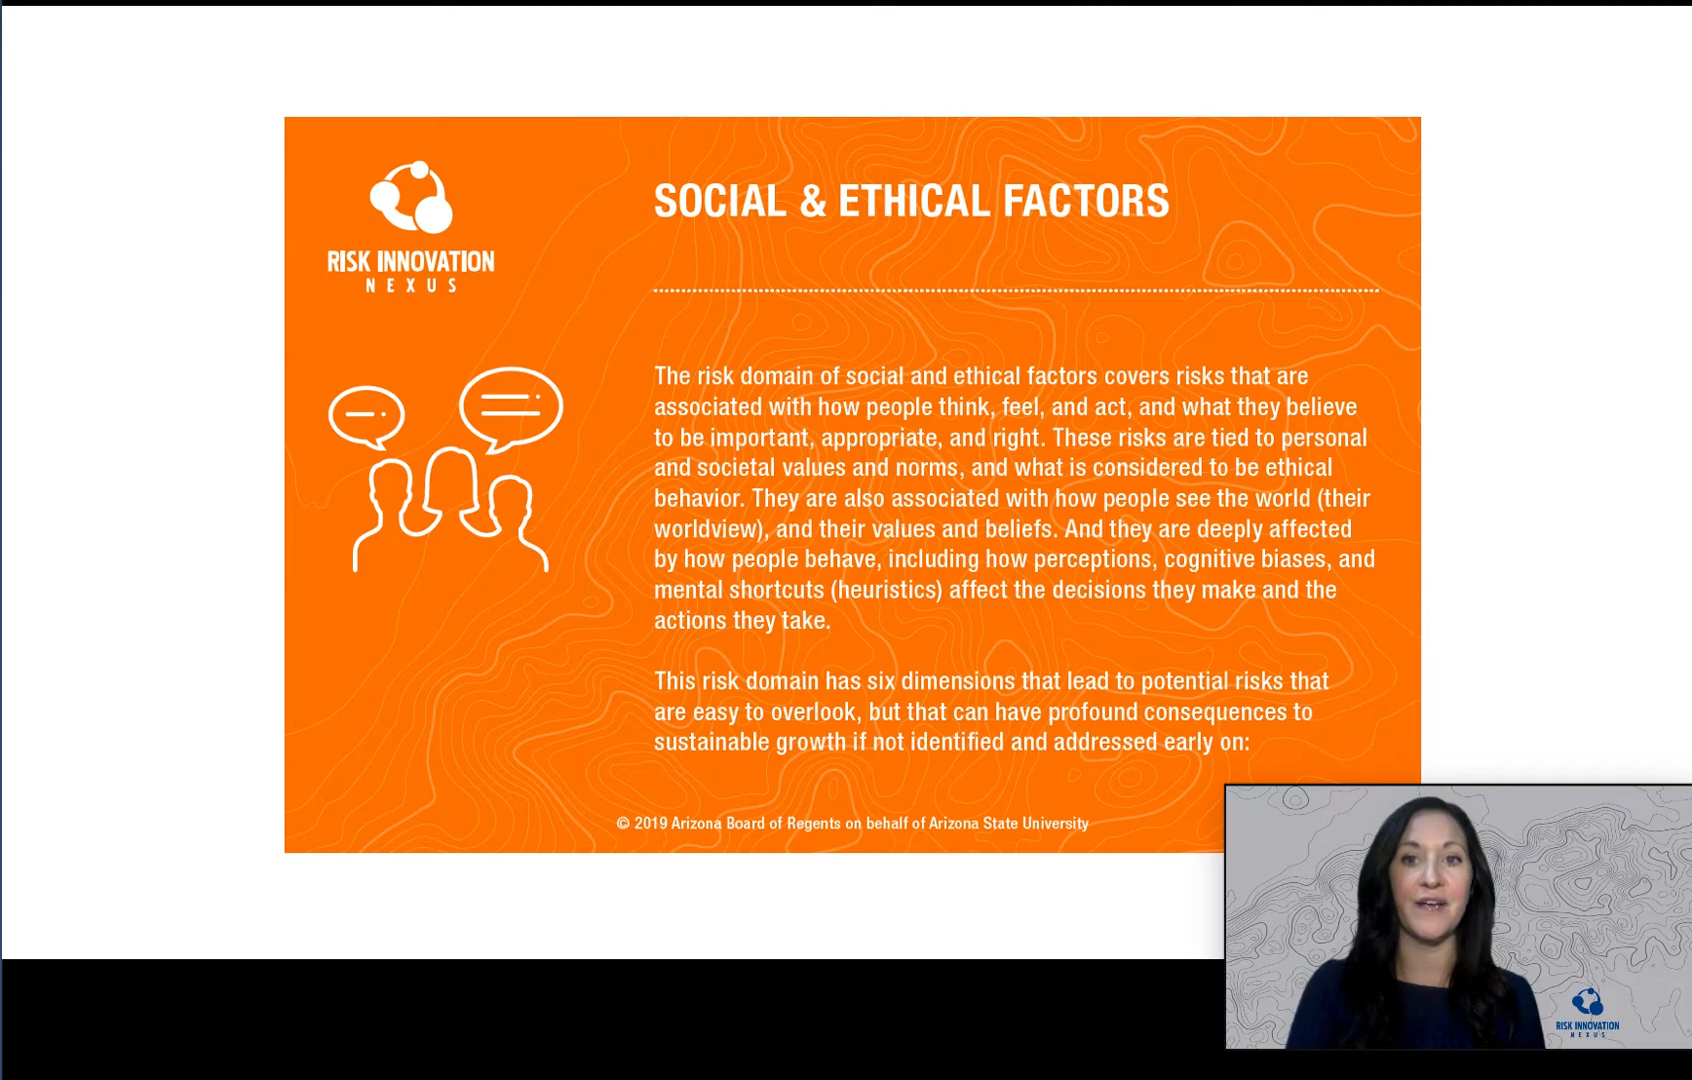 RISK INNOVATION
NEXUS
SOCIAL & ETHICAL FACTORS
The risk domain of social and ethical factors covers risks that are
associated with how people think, feel, and act, and what they believe
to be important, appropriate, and right. These risks are tied to personal
and societal values and norms, and what is considered to be ethical
behavior. They are also associated with how people see the world (their
worldview), and their values and beliefs. And they are deeply affected
by how people behave, including how perceptions, cognitive biases, and
mental shortcuts (heuristics) affect the decisions they make and the
actions they take.
This risk domain has six dimensions that lead to potential risks that
are easy to overlook, but that can have profound consequences to
sustainable growth if not identified and addressed early on:
© 2019 Arizona Board of Regents on behalf of Arizona State University
RISK INNOVATION
NEXUS